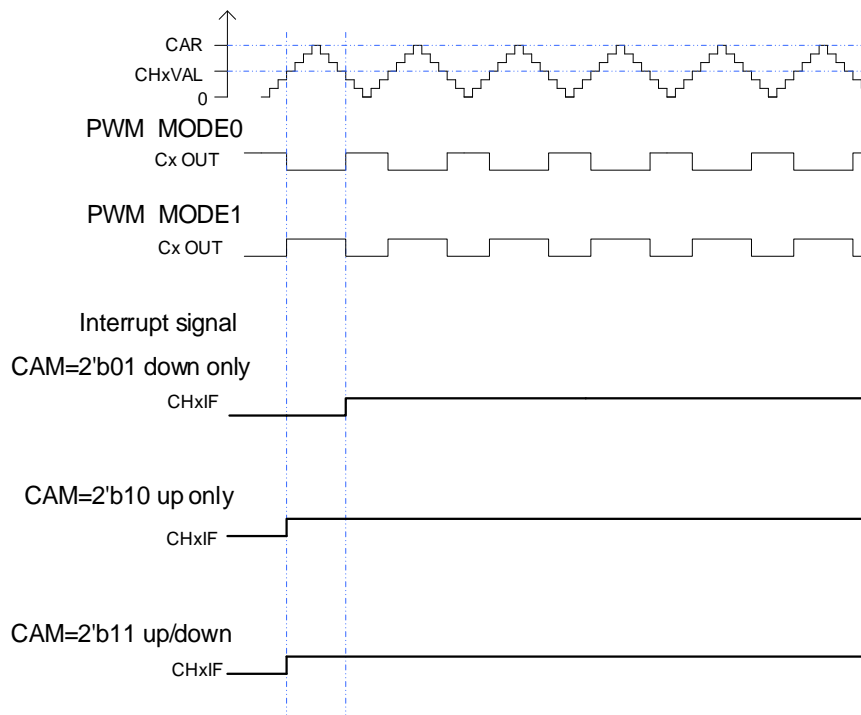 CAR
CHxVAL
0
PWM MODE0
Cx OUT
PWM MODE1
Cx OUT
Interrupt signal
CAM=2'b01 down only
CHxIF
CAM=2'b10 up only
CHxIF
CAM=2'b11 up/down
CHxIF